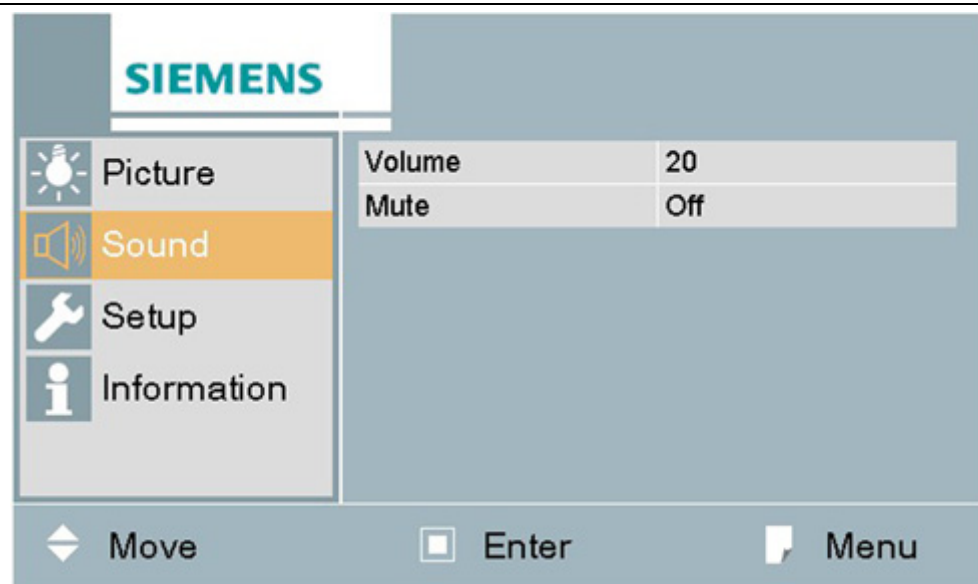 SIEMENS
Picture
Sound
Setup
Information
Volume 20
Mute Off
Move Enter Menu